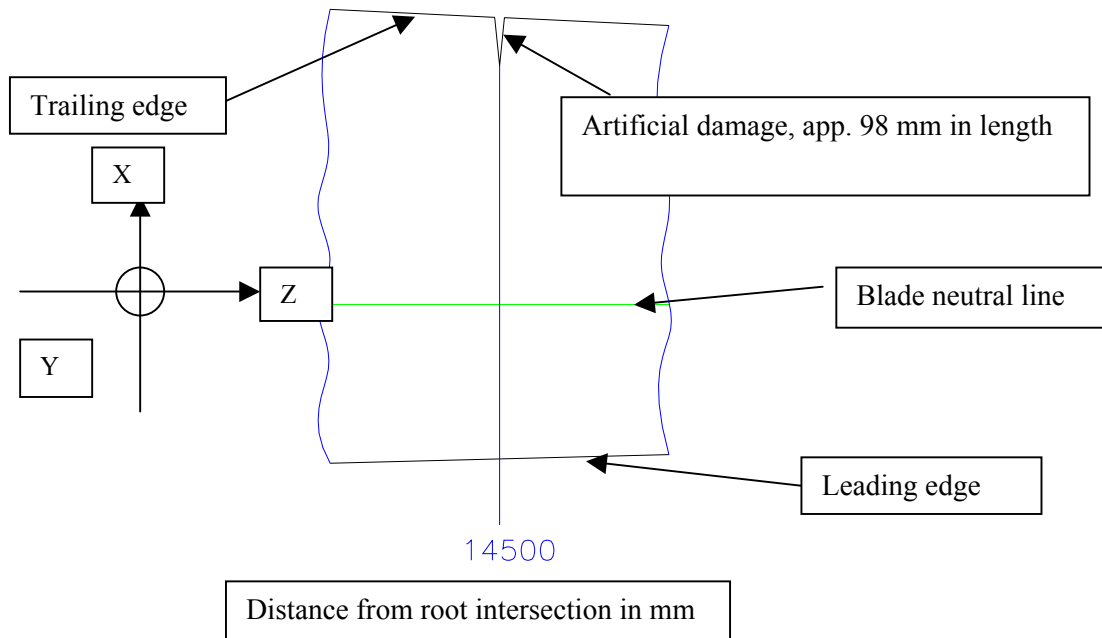 Trailing edge
Artificial damage, app. 98 mm in length
X
Z
Blade neutral line
Y
Leading edge
14500
Distance from root intersection in mm